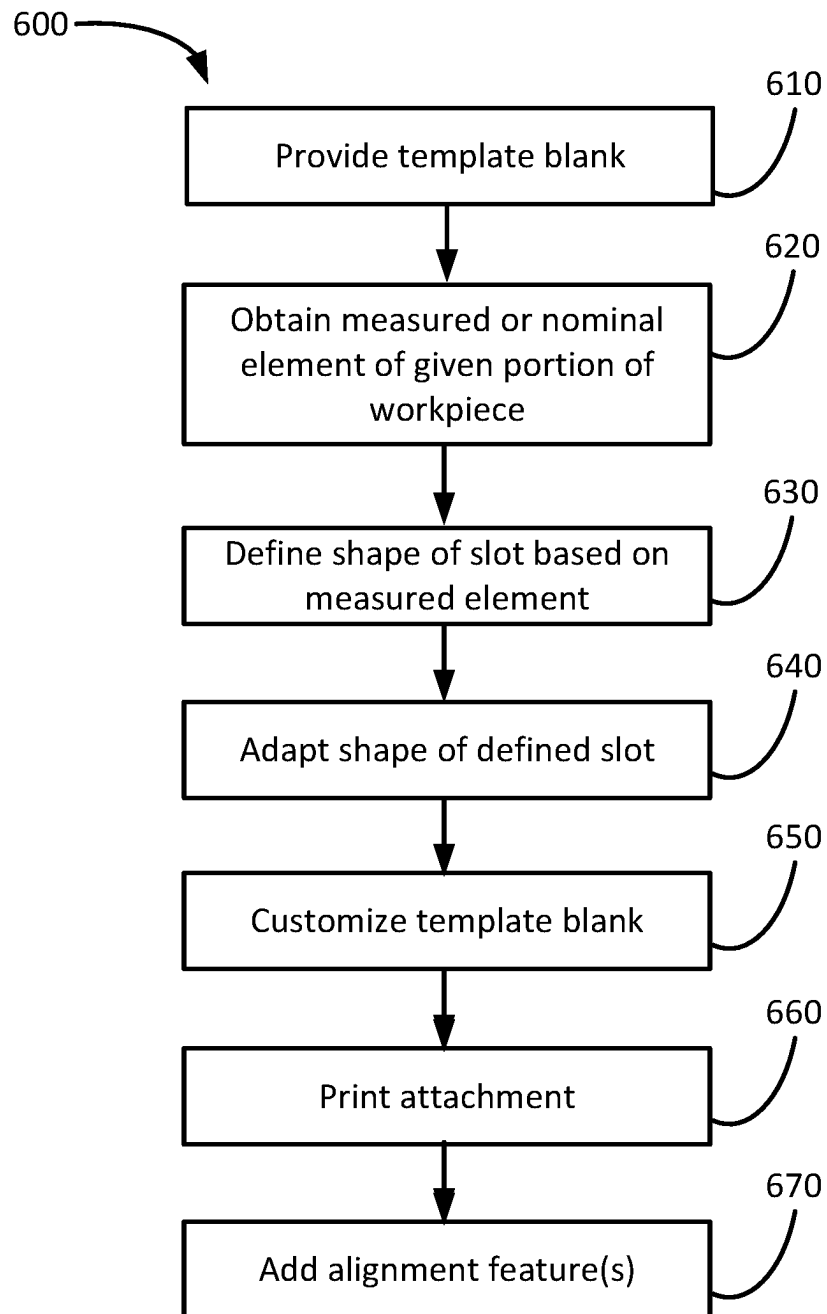 600
610
Provide template blank
620
Obtain measured or nominal
element of given portion of
workpiece
630
Define shape of slot based on
measured element
640
Adapt shape of defined slot
650
Customize template blank
660
Print attachment
670
Add alignment feature(s)